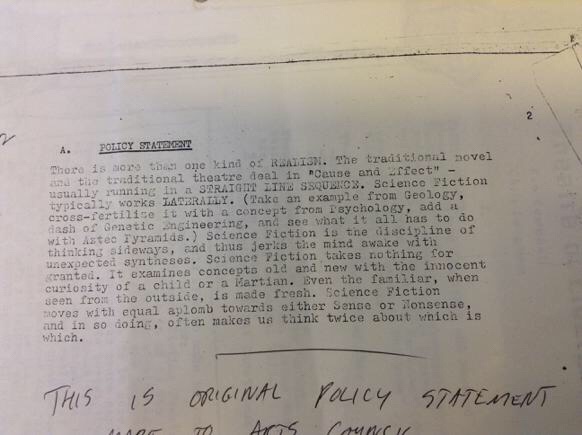 2
A. POLICY STATEMENT
There is more than one kind of REALISM. The traditional novel
and the traditional theatre deal in "Cause and Effect" -
usually running in a STRAIGHT LINE SEQUENCE. Science Fiction
typically works LATERALLY. (Take an example from Geology,
cross-fertilize it with a concept from Psychology, add a
dash of Genetic Engineering, and see what it all has to do
with Aztec Pyramids.) Science Fiction is the discipline of
thinking sideways, and thus jerks the mind awake with
unexpected syntheses. Science Fiction takes nothing for
granted. It examines concepts old and new with the innocent
curiosity of a child or a Martian. Even the familiar, when
seen from the outside, is made fresh. Science Fiction
moves with equal aplomb towards either Sense or Nonsense,
and in so doing, often makes us think twice about which is
which.
THIS IS ORIGINAL POLICY STATEMENT
MADE TO ARTS COUNCIL